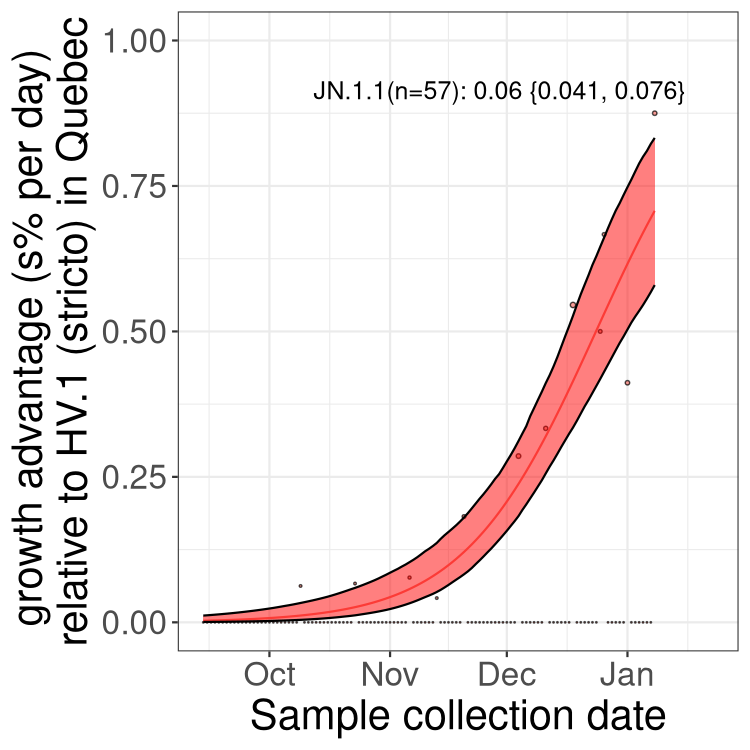 growth advantage (s% per day)
relative to HV.1 (stricto) in Quebec
1.00
0.75
0.50
0.25
0.00
JN.1.1(n=57): 0.06 {0.041, 0.076}
Oct
Nov
Dec
Jan
Sample collection date